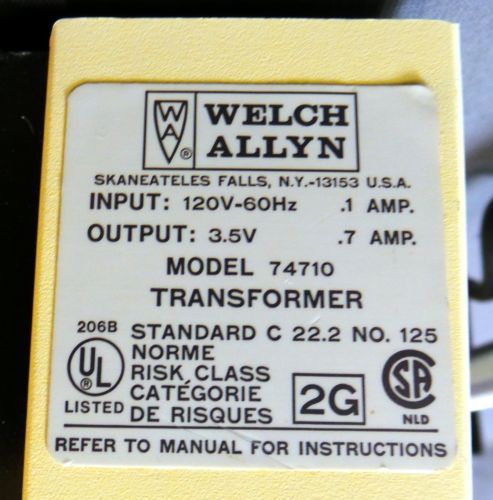 WA ® WELCH
ALLYN
SKANEATELES FALLS, N.Y.-13153 U.S.A.
INPUT: 120V-60Hz .1 AMP.
OUTPUT: 3.5V .7 AMP.
MODEL 74710
TRANSFORMER
206B STANDARD C 22.2 NO. 125
NORME
UL ® RISK CLASS 2G SA
CATÉGORIE NLD
LISTED DE RISQUES
REFER TO MANUAL FOR INSTRUCTIONS